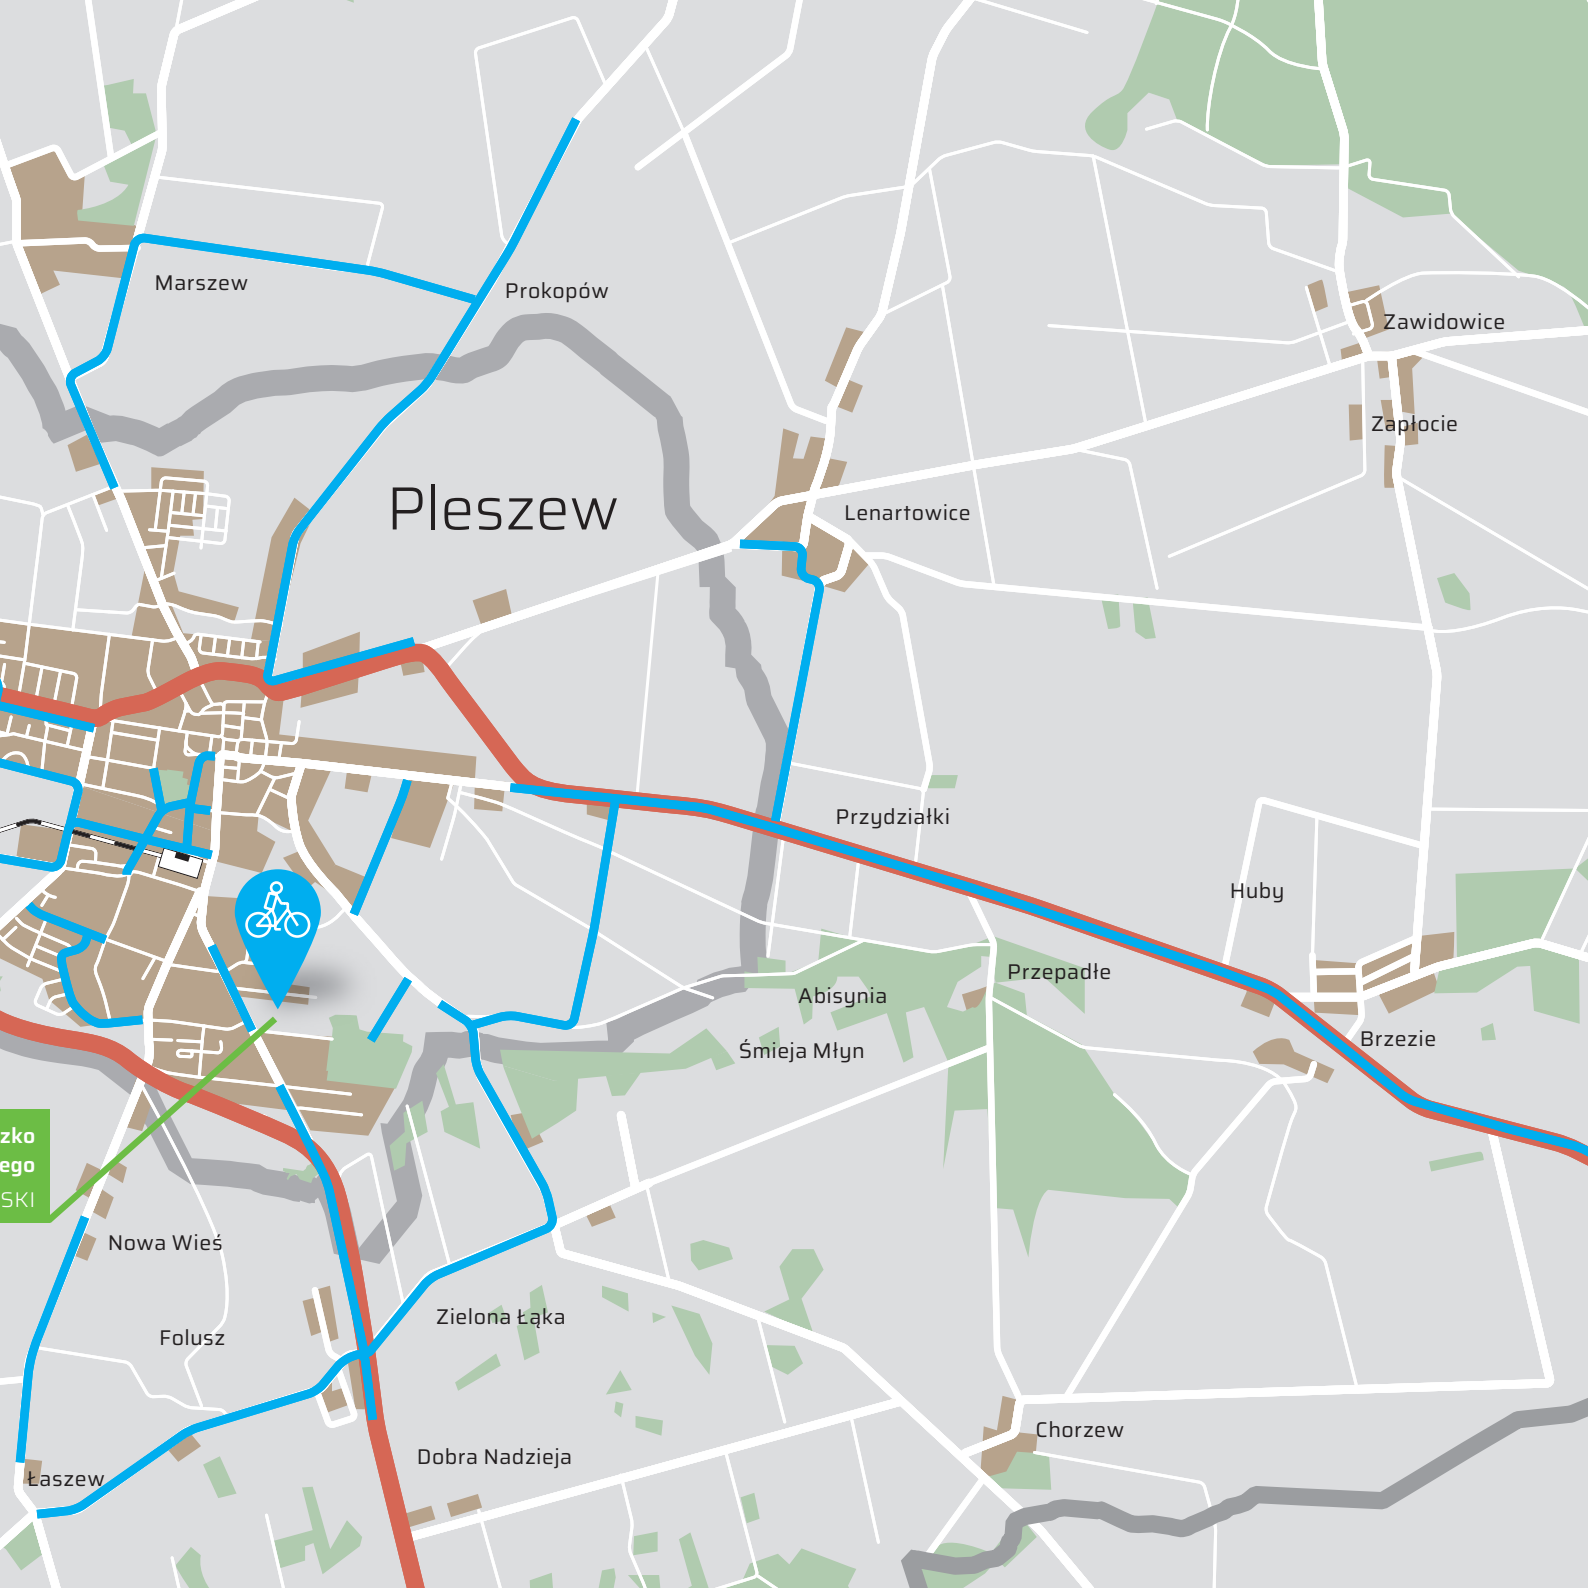 Marszew
Prokopów
Zawidowice
Zapłocie
Pleszew
Lenartowice
Przydziałki
Huby
Przepadłe
Abisynia
Brzezie
Śmieja Młyn
zko
ego
SKI
Nowa Wieś
Zielona Łąka
Folusz
Chorzew
Dobra Nadzieja
Łaszew